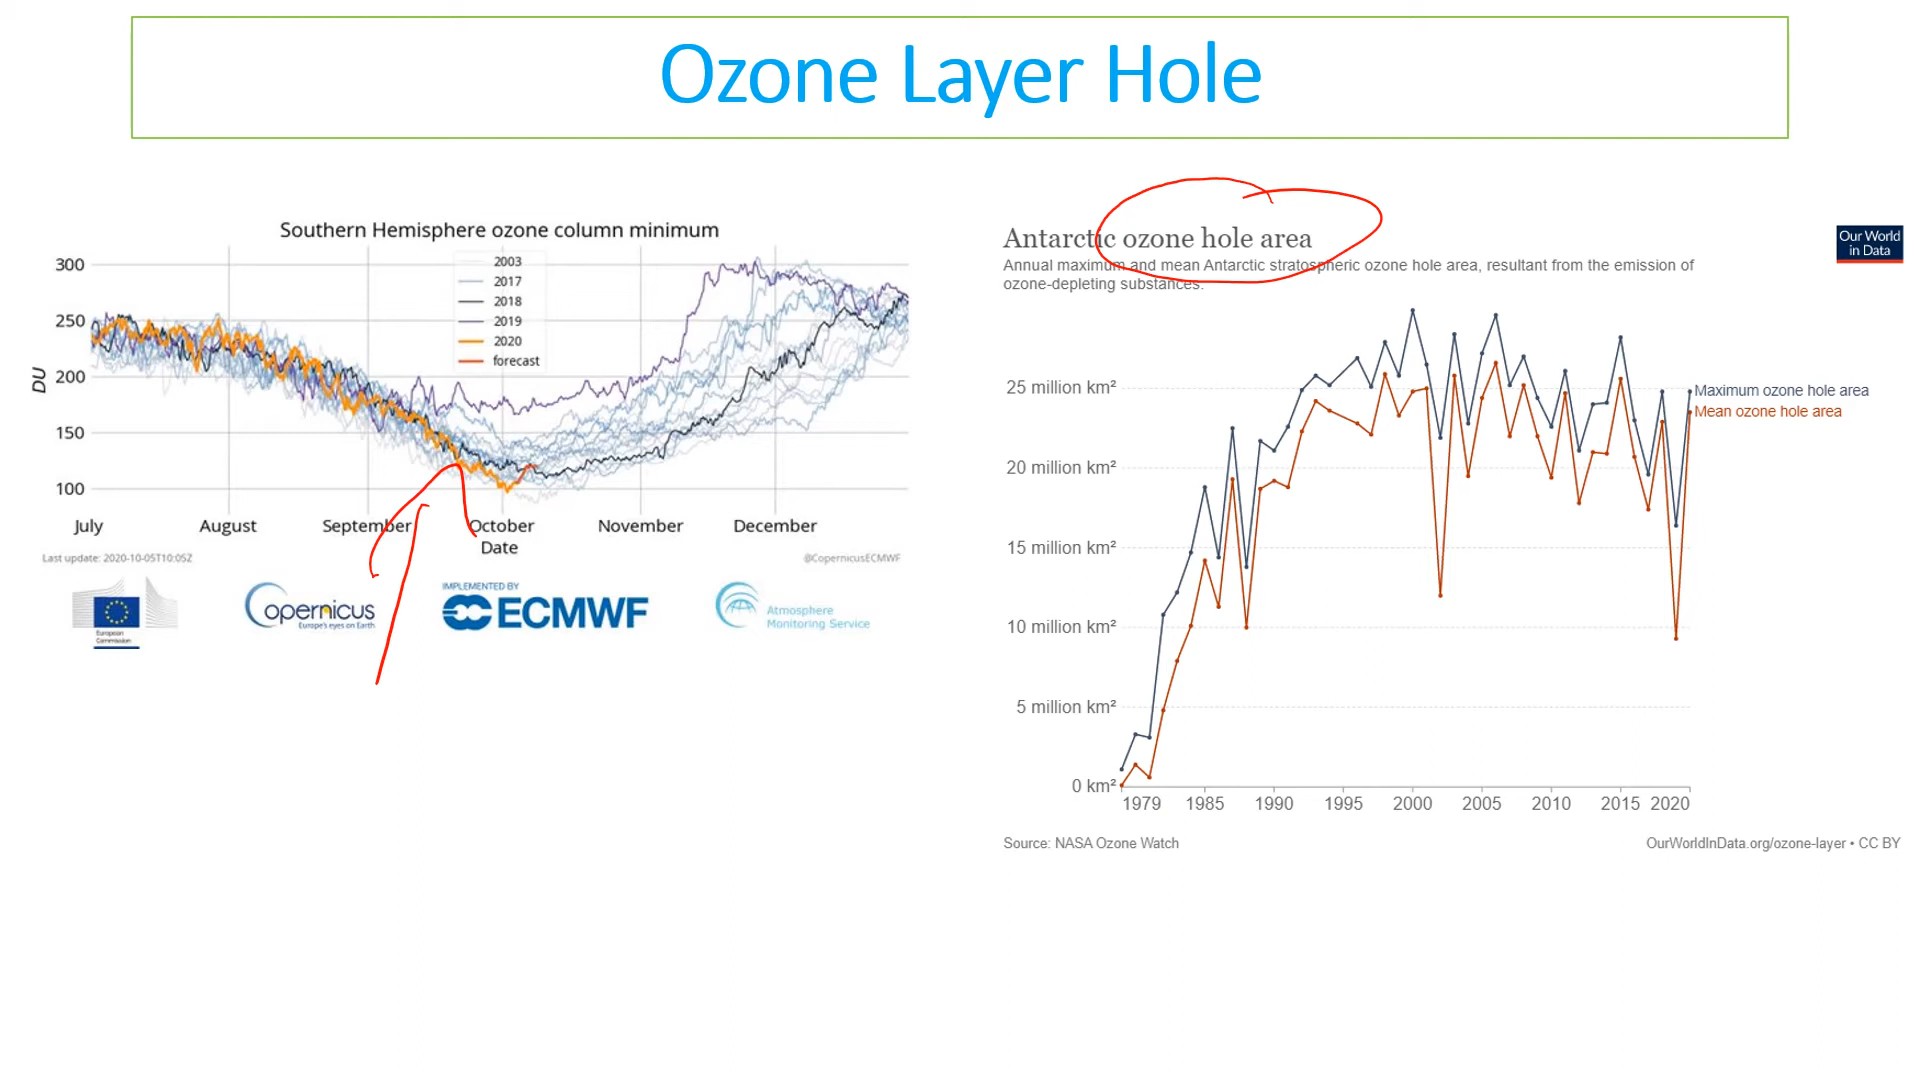 Ozone Layer Hole
Southern Hemisphere ozone column minimum
300
250
200
150
100
DU
2003
2017
2018
2019
2020
forecast
July August September October November December
Date
Last update: 2020-10-05T10:05Z
@CopernicusECMWF
European
Commission
opernicus
Europe's eyes on Earth
IMPLEMENTED BY
ECMWF
Atmosphere
Monitoring Service
Antarctic ozone hole area
Annual maximum and mean Antarctic stratospheric ozone hole area, resultant from the emission of
ozone-depleting substances.
Our World
in Data
25 million km²
20 million km²
15 million km²
10 million km²
5 million km²
0 km²
1979 1985 1990 1995 2000 2005 2010 2015 2020
Maximum ozone hole area
Mean ozone hole area
Source: NASA Ozone Watch
OurWorldInData.org/ozone-layer • CC BY